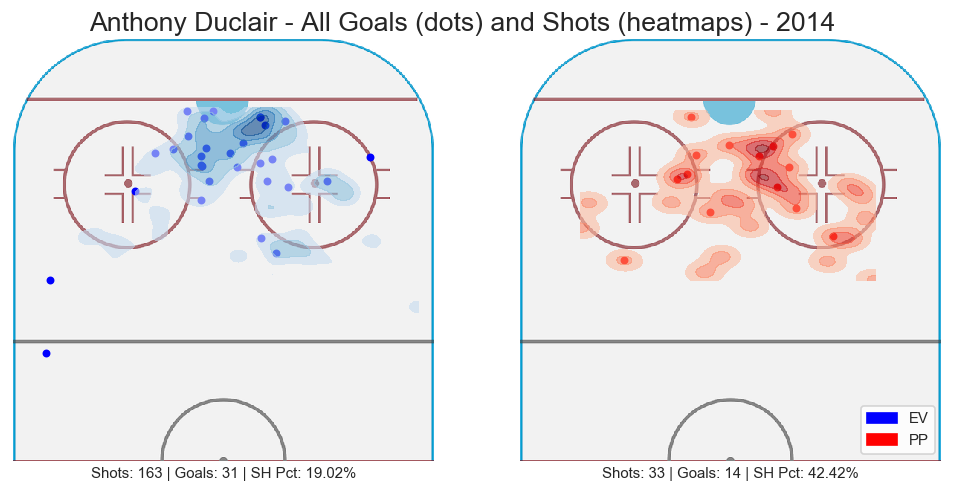 Anthony Duclair - All Goals (dots) and Shots (heatmaps) - 2014
EV
PP
Shots: 163 | Goals: 31 | SH Pct: 19.02%
Shots: 33 | Goals: 14 | SH Pct: 42.42%